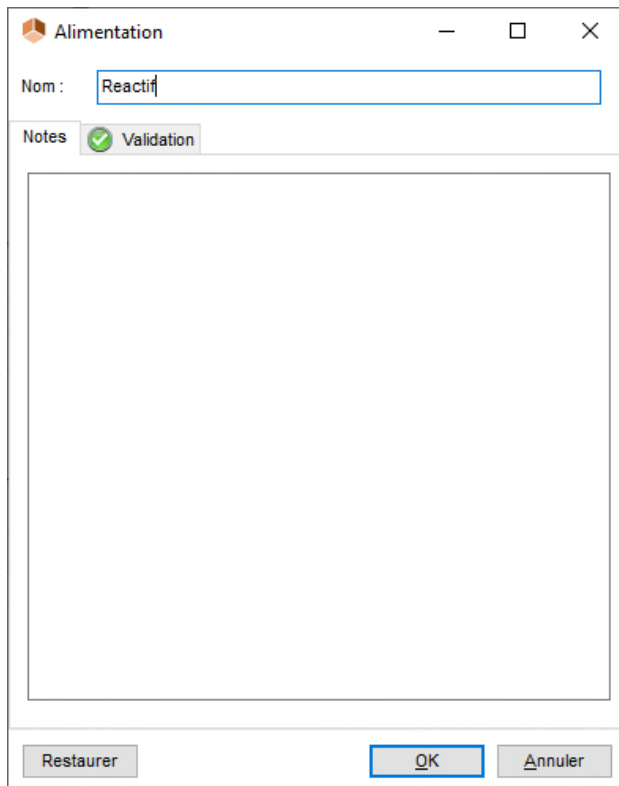 Alimentation
Nom : Reactif
Notes Validation
Restaurer OK Annuler